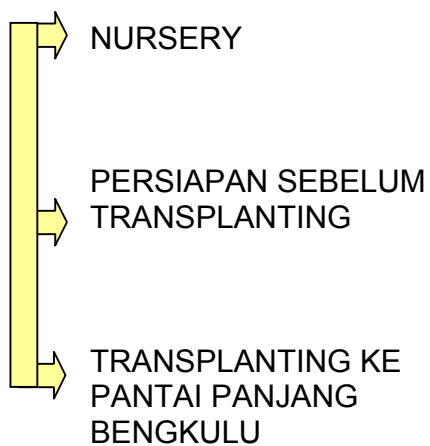 NURSERY
PERSIAPAN SEBELUM
TRANSPLANTING
TRANSPLANTING KE
PANTAI PANJANG
BENGKULU